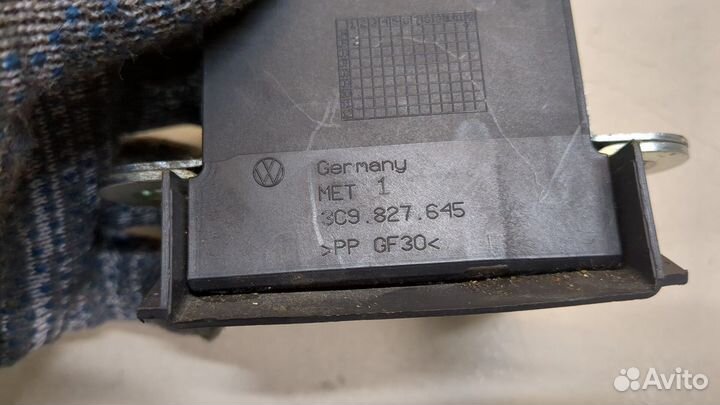 Germany
MET 1
3C9.827.645
>PP GF30<
Avito